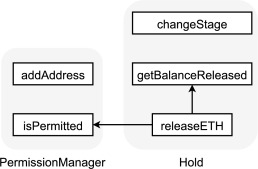 changeStage
addAddress
getBalanceReleased
isPermitted
releaseETH
PermissionManager
Hold